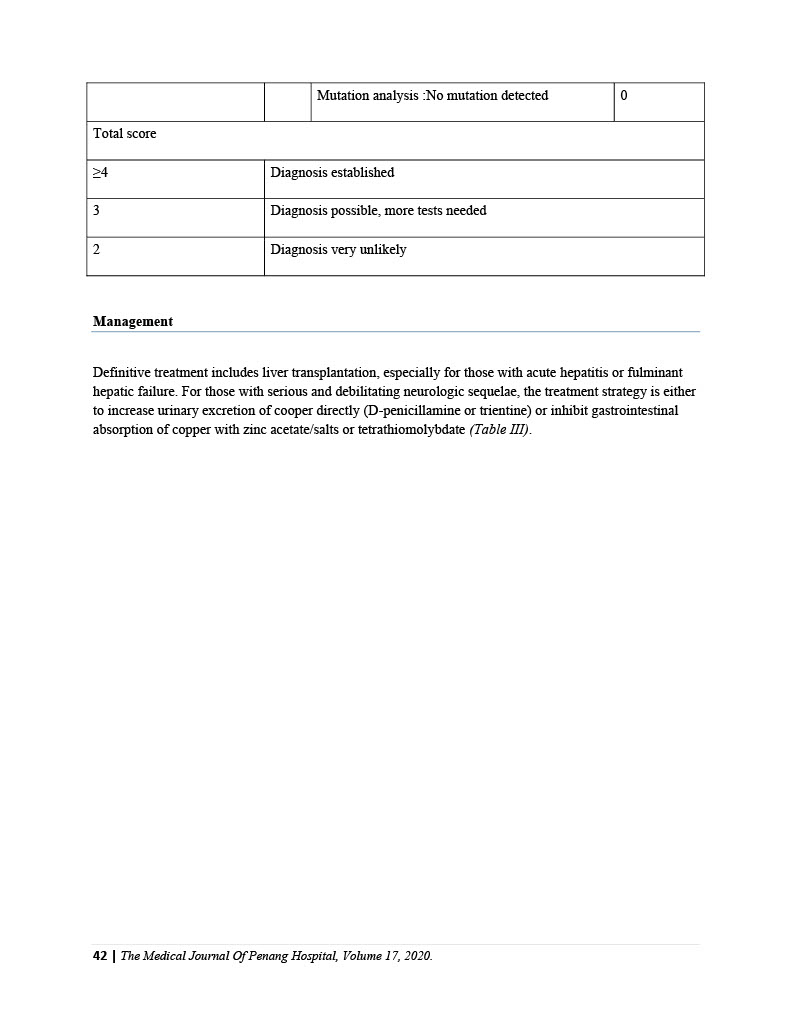 Mutation analysis :No mutation detected 0
Total score
≥4 Diagnosis established
3 Diagnosis possible, more tests needed
2 Diagnosis very unlikely
Management
Definitive treatment includes liver transplantation, especially for those with acute hepatitis or fulminant
hepatic failure. For those with serious and debilitating neurologic sequelae, the treatment strategy is either
to increase urinary excretion of cooper directly (D-penicillamine or trientine) or inhibit gastrointestinal
absorption of copper with zinc acetate/salts or tetrathiomolybdate (Table III).
42 | The Medical Journal Of Penang Hospital, Volume 17, 2020.